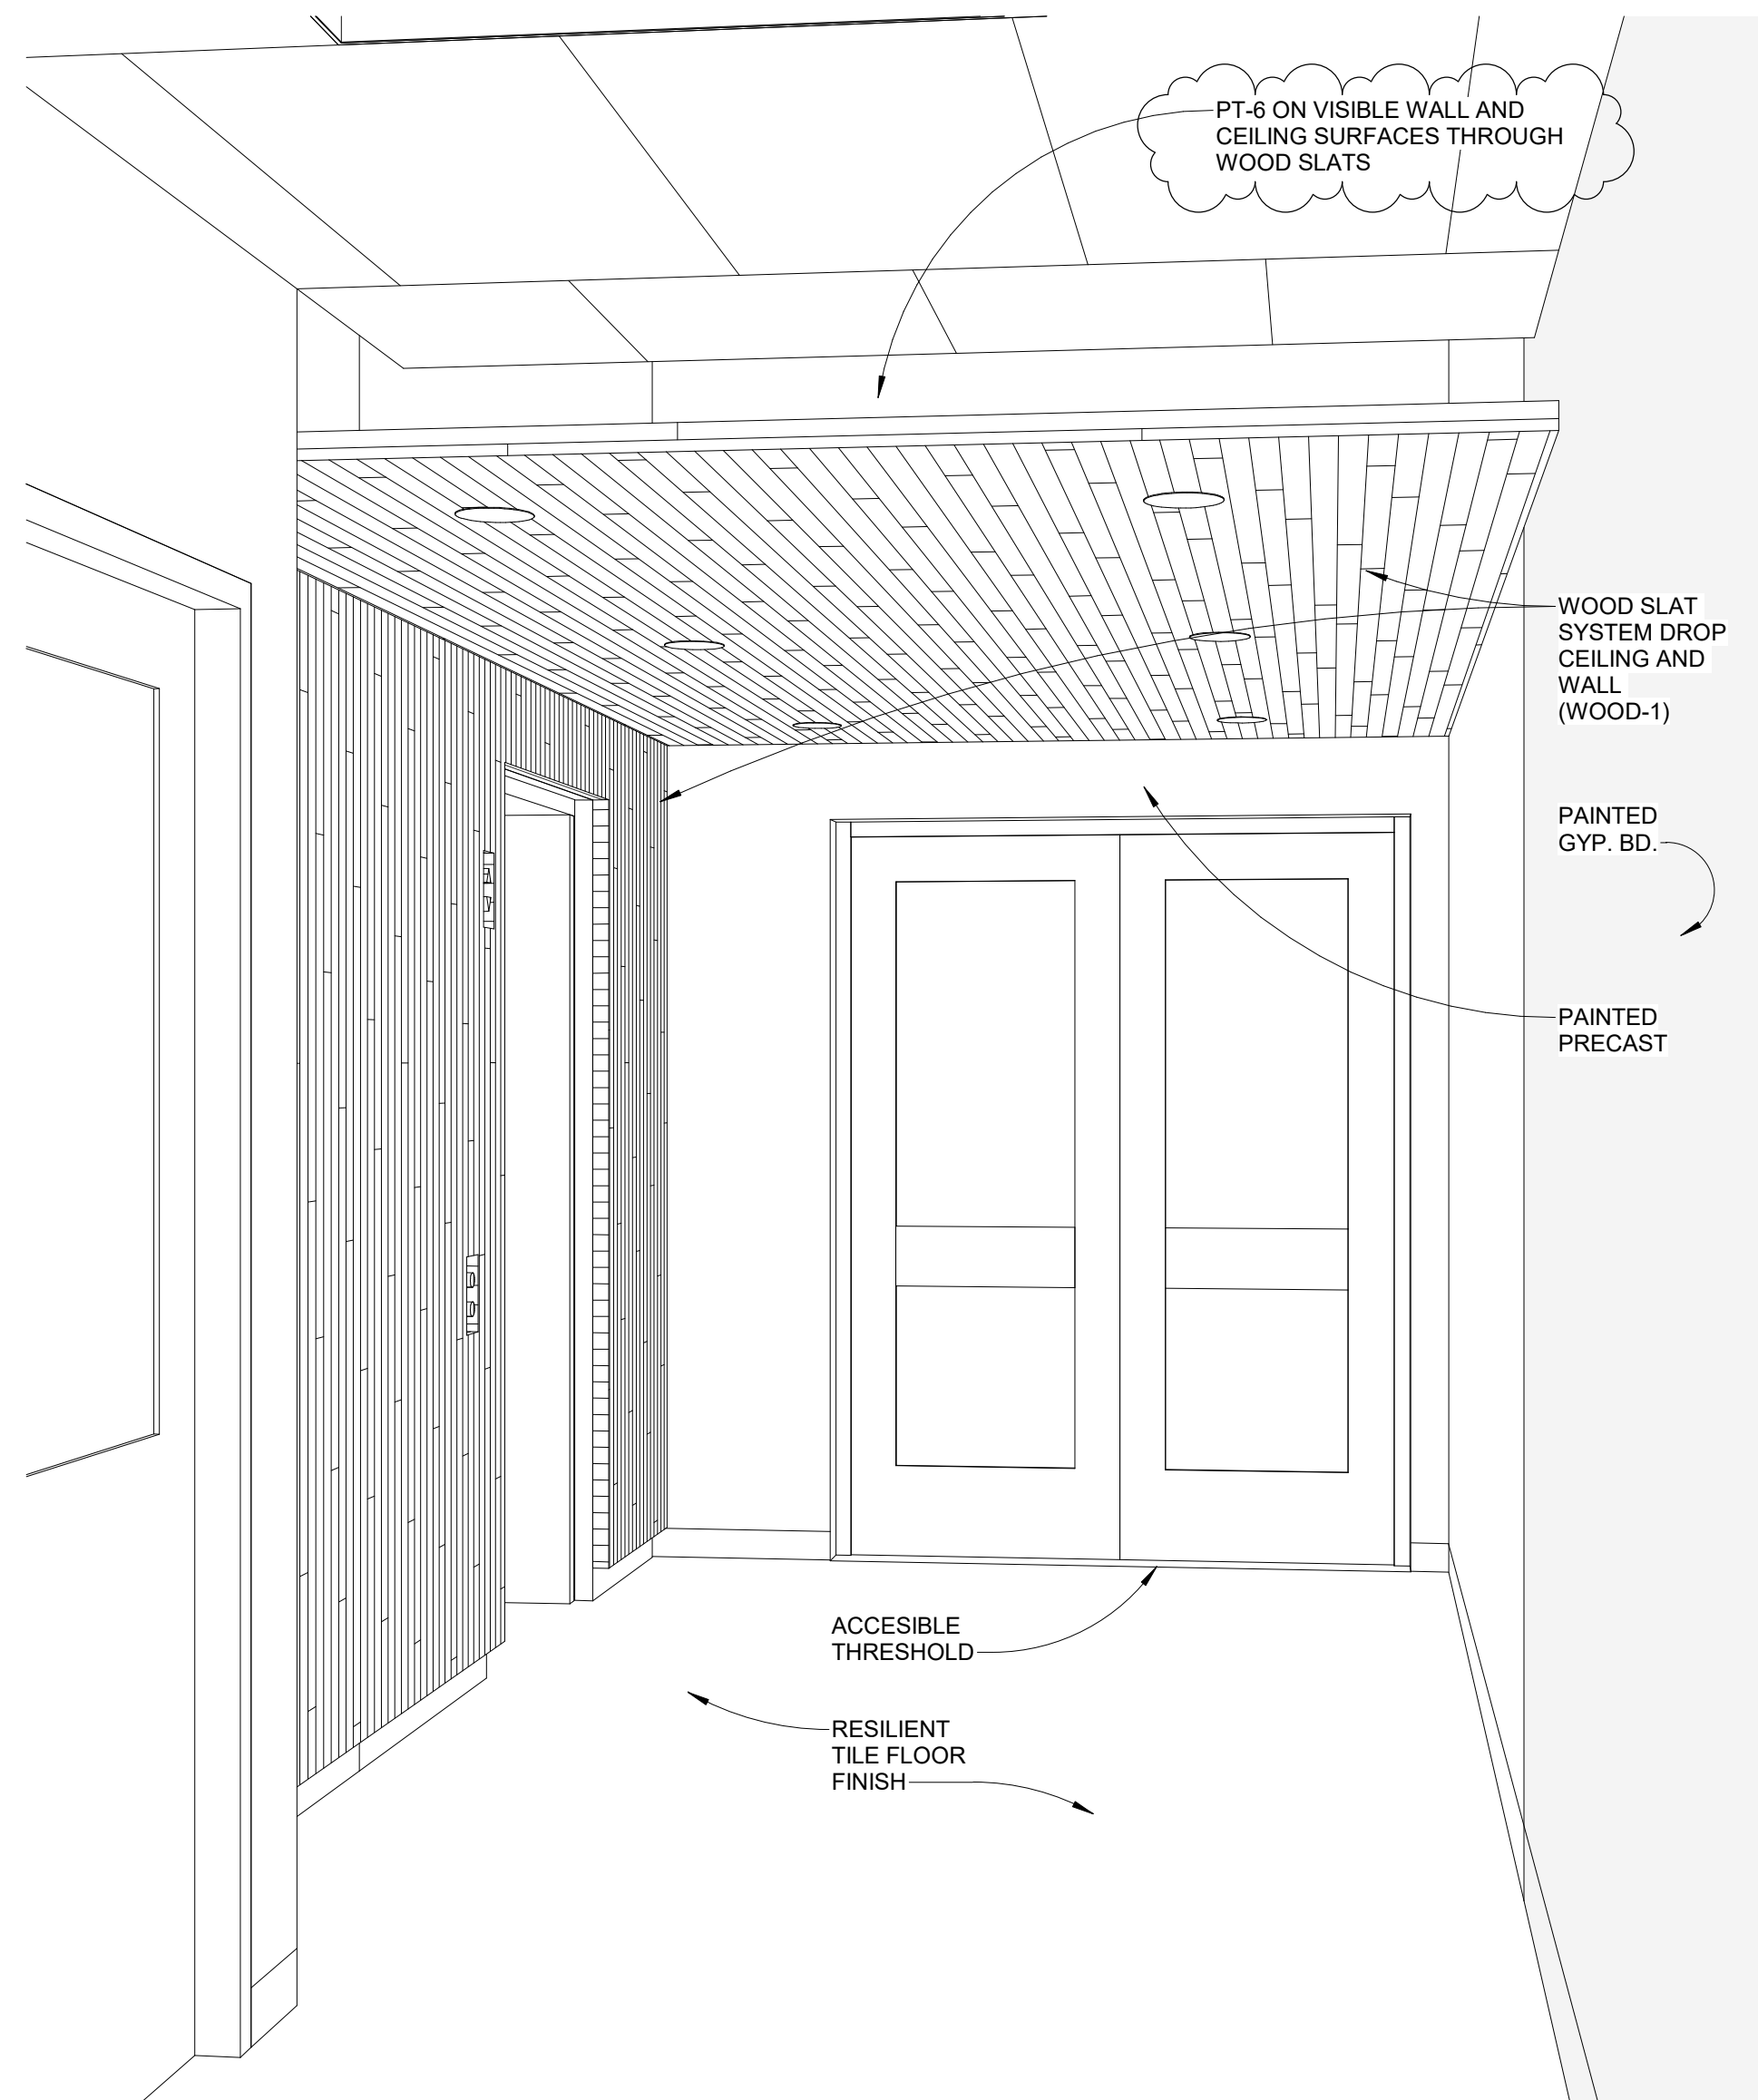 PT-6 ON VISIBLE WALL AND
CEILING SURFACES THROUGH
WOOD SLATS
WOOD SLAT
SYSTEM DROP
CEILING AND
WALL
(WOOD-1)
PAINTED
GYP. BD.
PAINTED
PRECAST
ACCESIBLE
THRESHOLD
RESILIENT
TILE FLOOR
FINISH